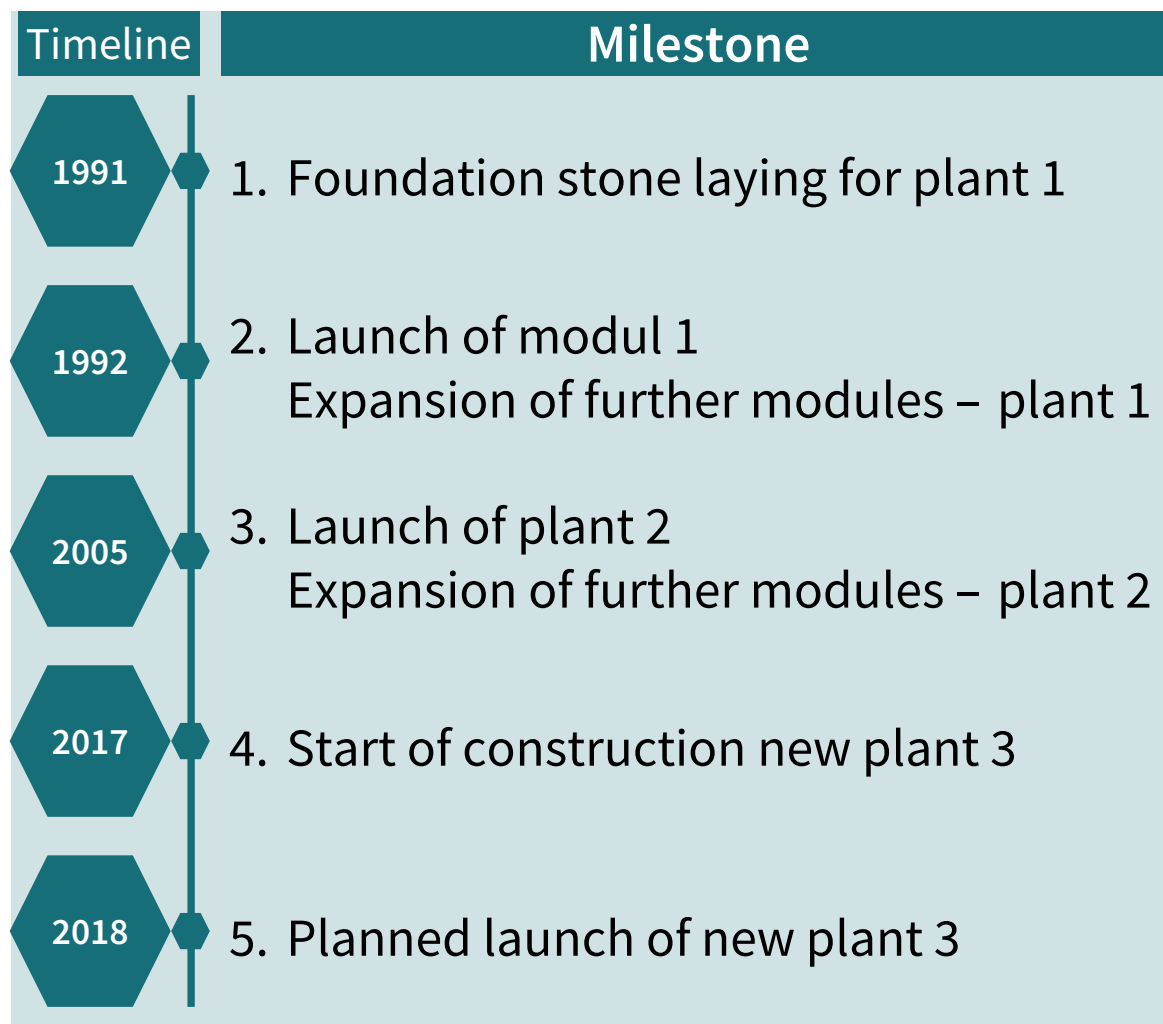 Timeline
Milestone
1991
1. Foundation stone laying for plant 1
1992
2. Launch of modul 1
Expansion of further modules – plant 1
2005
3. Launch of plant 2
Expansion of further modules – plant 2
2017
4. Start of construction new plant 3
2018
5. Planned launch of new plant 3